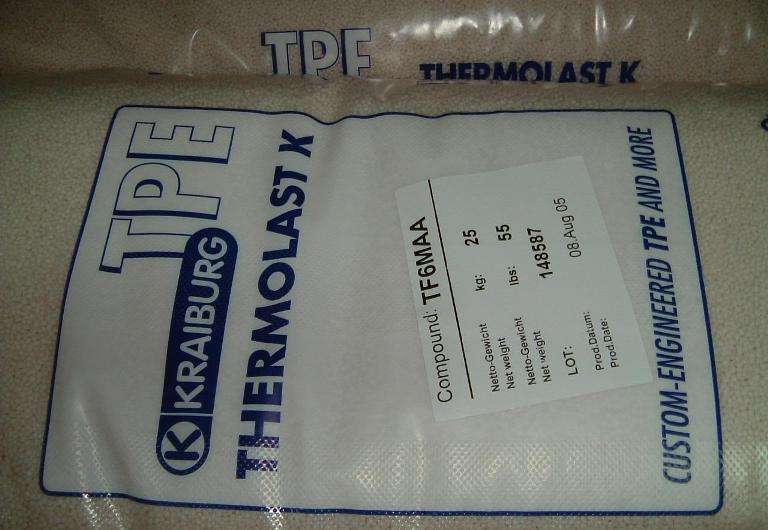 TPE
THERMOLAST K
TPE
K KRAIBURG
THERMOLAST K
Compound: TF6MAA
Netto-Gewicht
Net weight kg: 25
Netto-Gewicht
Net weight lbs: 55
LOT: 148587
Prod.Datum:
Prod.Date: 08.Aug 05
CUSTOM-ENGINEERED TPE AND MORE